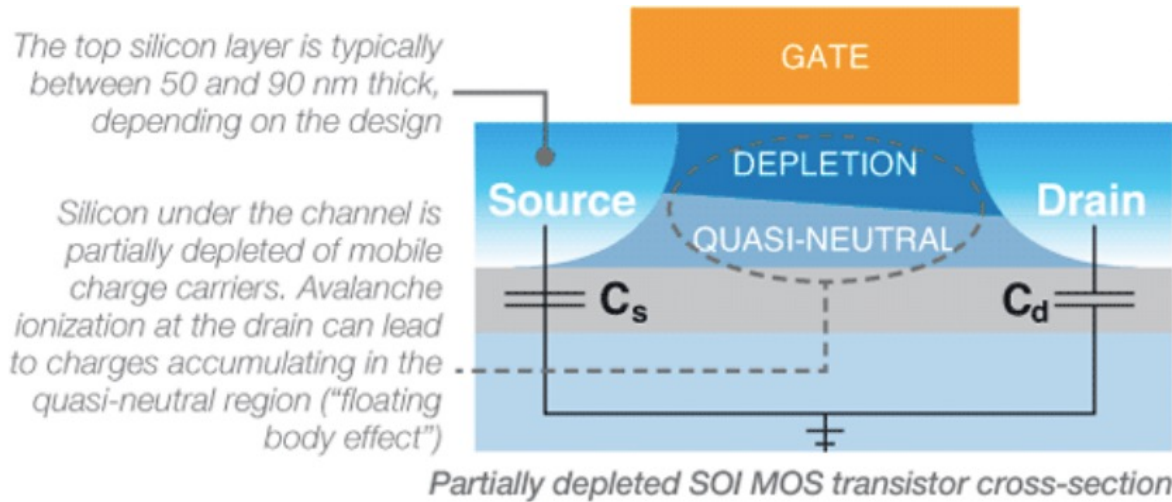 The top silicon layer is typically
between 50 and 90 nm thick,
depending on the design
Silicon under the channel is
partially depleted of mobile
charge carriers. Avalanche
ionization at the drain can lead
to charges accumulating in the
quasi-neutral region (“floating
body effect”)
GATE
DEPLETION
Source
Drain
QUASI-NEUTRAL
Cs
Cd
Partially depleted SOI MOS transistor cross-section